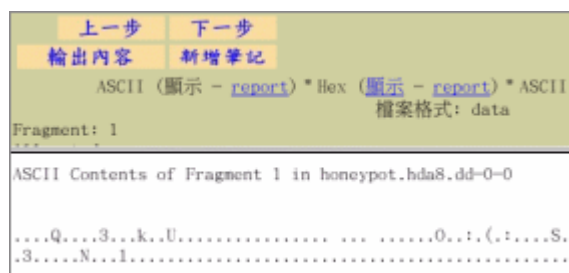 上一步 下一步
輸出內容 新增筆記
ASCII (顯示 - report) * Hex (顯示 - report) * ASCII
檔案格式: data
Fragment: 1
ASCII Contents of Fragment 1 in honeypot.hda8.dd-0-0
....Q....3...k..U................ ... ......O..:.(.:....S.
.3.....N...l.............................................